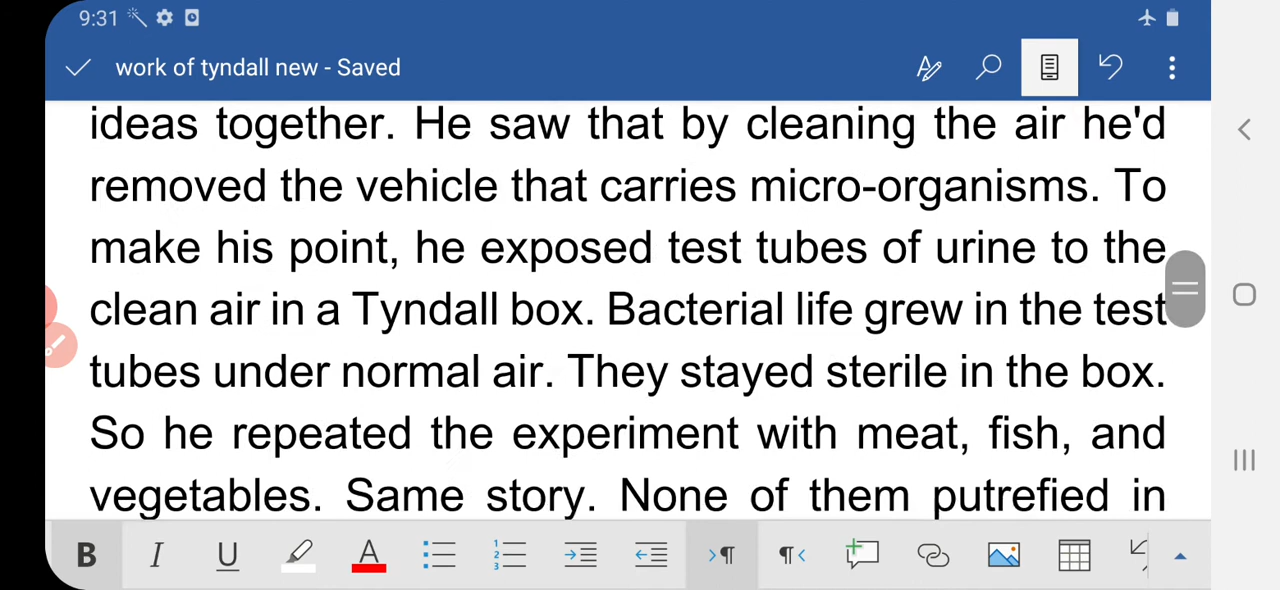 9:31
work of tyndall new - Saved
ideas together. He saw that by cleaning the air he'd
removed the vehicle that carries micro-organisms. To
make his point, he exposed test tubes of urine to the
clean air in a Tyndall box. Bacterial life grew in the test
tubes under normal air. They stayed sterile in the box.
So he repeated the experiment with meat, fish, and
vegetables. Same story. None of them putrefied in
B I U A